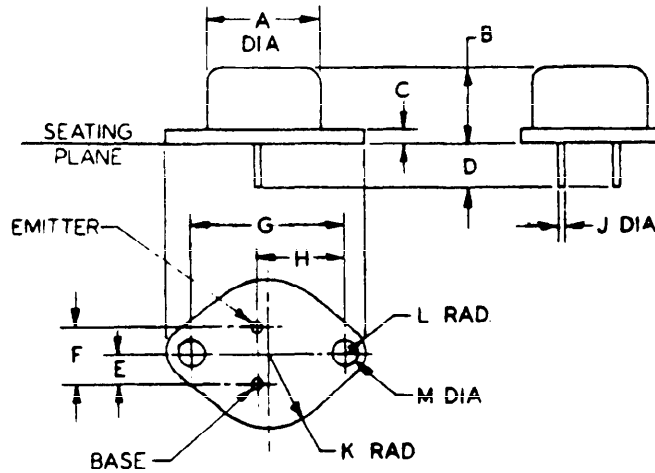 A
DIA
B
C
SEATING
PLANE
D
EMITTER
G
J DIA
H
L RAD.
F
E
M DIA
K RAD
BASE